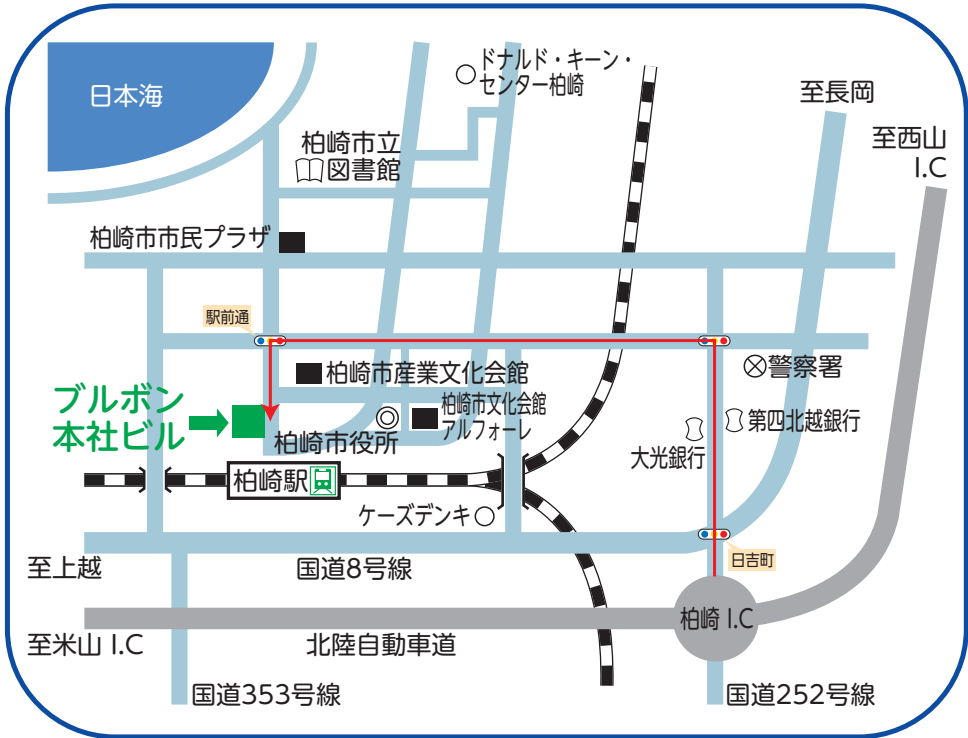 日本海
ドナルド・キーン・
センター柏崎
至長岡
至西山
I.C
柏崎市立
図書館
柏崎市市民プラザ
駅前通
警察署
柏崎市産業文化会館
ブルボン
本社ビル
柏崎市文化会館
アルフォーレ
第四北越銀行
柏崎市役所
大光銀行
柏崎駅
ケーズデンキ
日吉町
至上越
国道8号線
柏崎 I.C
至米山 I.C
北陸自動車道
国道353号線
国道252号線